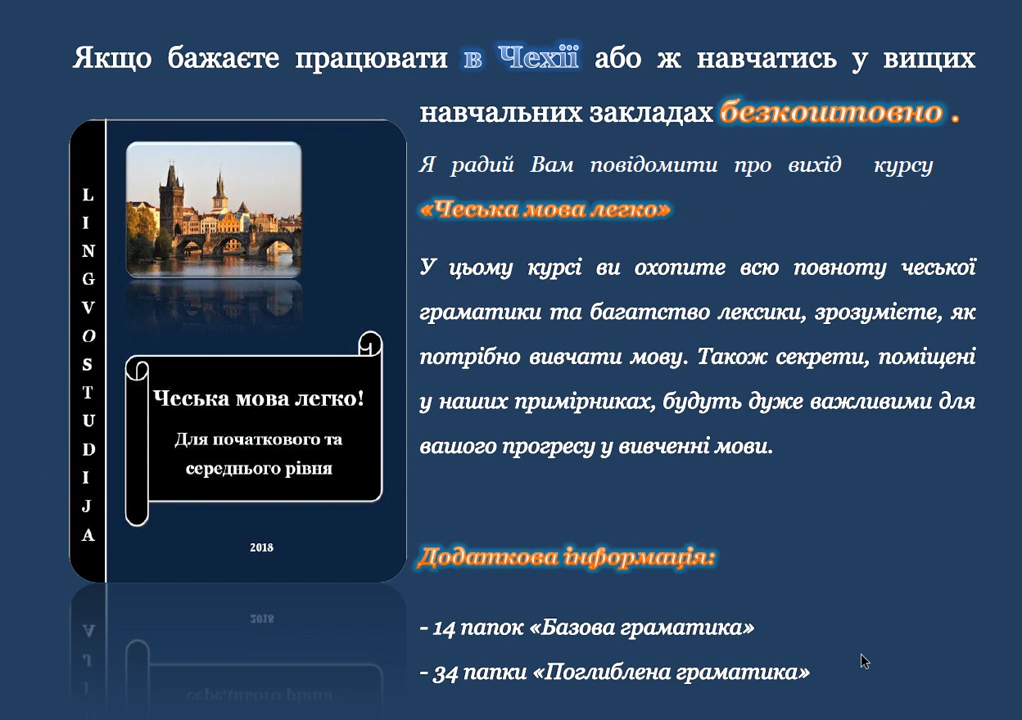 Якщо бажаєте працювати в Чехії або ж навчатись у вищих
навчальних закладах безкоштовно .
Я радий Вам повідомити про вихід курсу
«Чеська мова легко»
У цьому курсі ви охопите всю повноту чеської
граматики та багатство лексики, зрозумієте, як
потрібно вивчати мову. Також секрети, поміщені
у наших примірниках, будуть дуже важливими для
вашого прогресу у вивченні мови.
Додаткова інформація:
- 14 папок «Базова граматика»
- 34 папки «Поглиблена граматика»
LINGVOSTUDIJA
Чеська мова легко!
Для початкового та
середнього рівня
2018